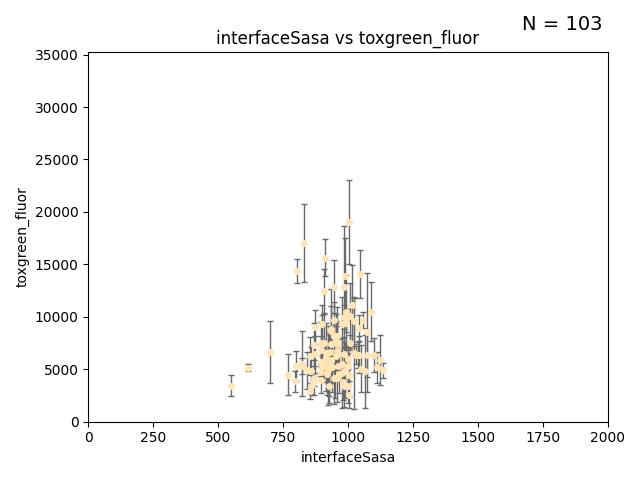 N = 103
interfaceSasa vs toxgreen_fluor
35000
30000
25000
20000
15000
10000
5000
0
toxgreen_fluor
0 250 500 750 1000 1250 1500 1750 2000
interfaceSasa